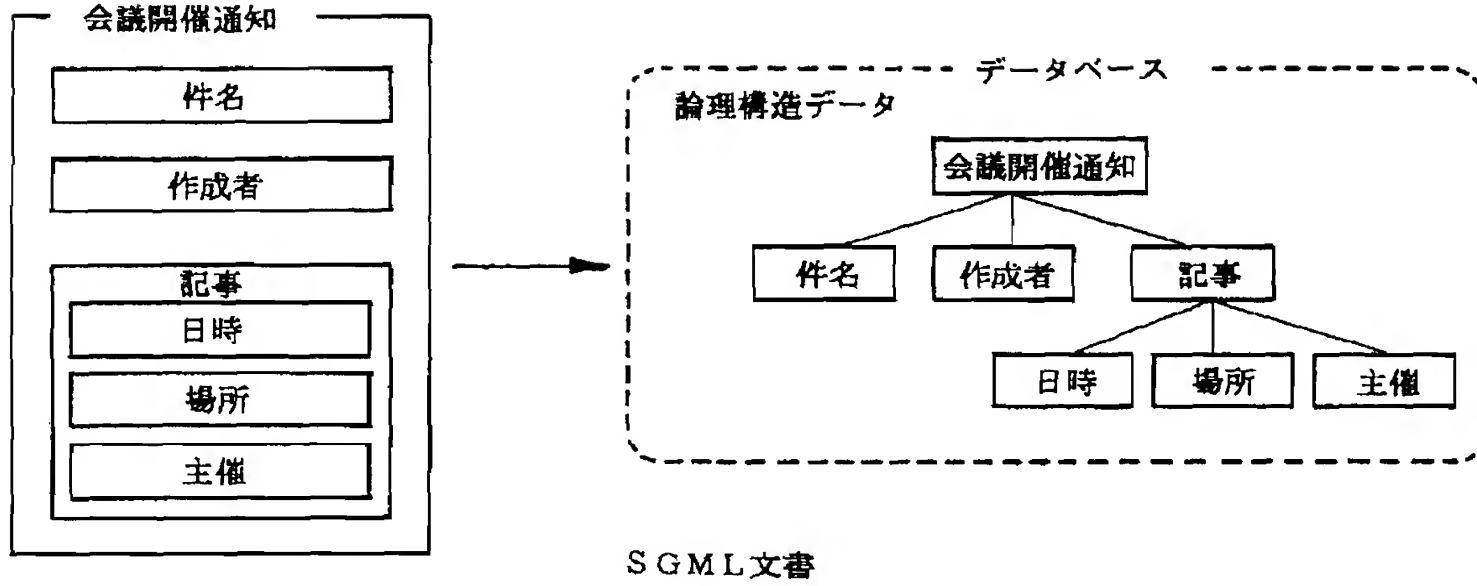 会議開催通知
件名
作成者
記事
日時
場所
主催
データベース
論理構造データ
会議開催通知
件名 作成者 記事
日時 場所 主催
SGML文書